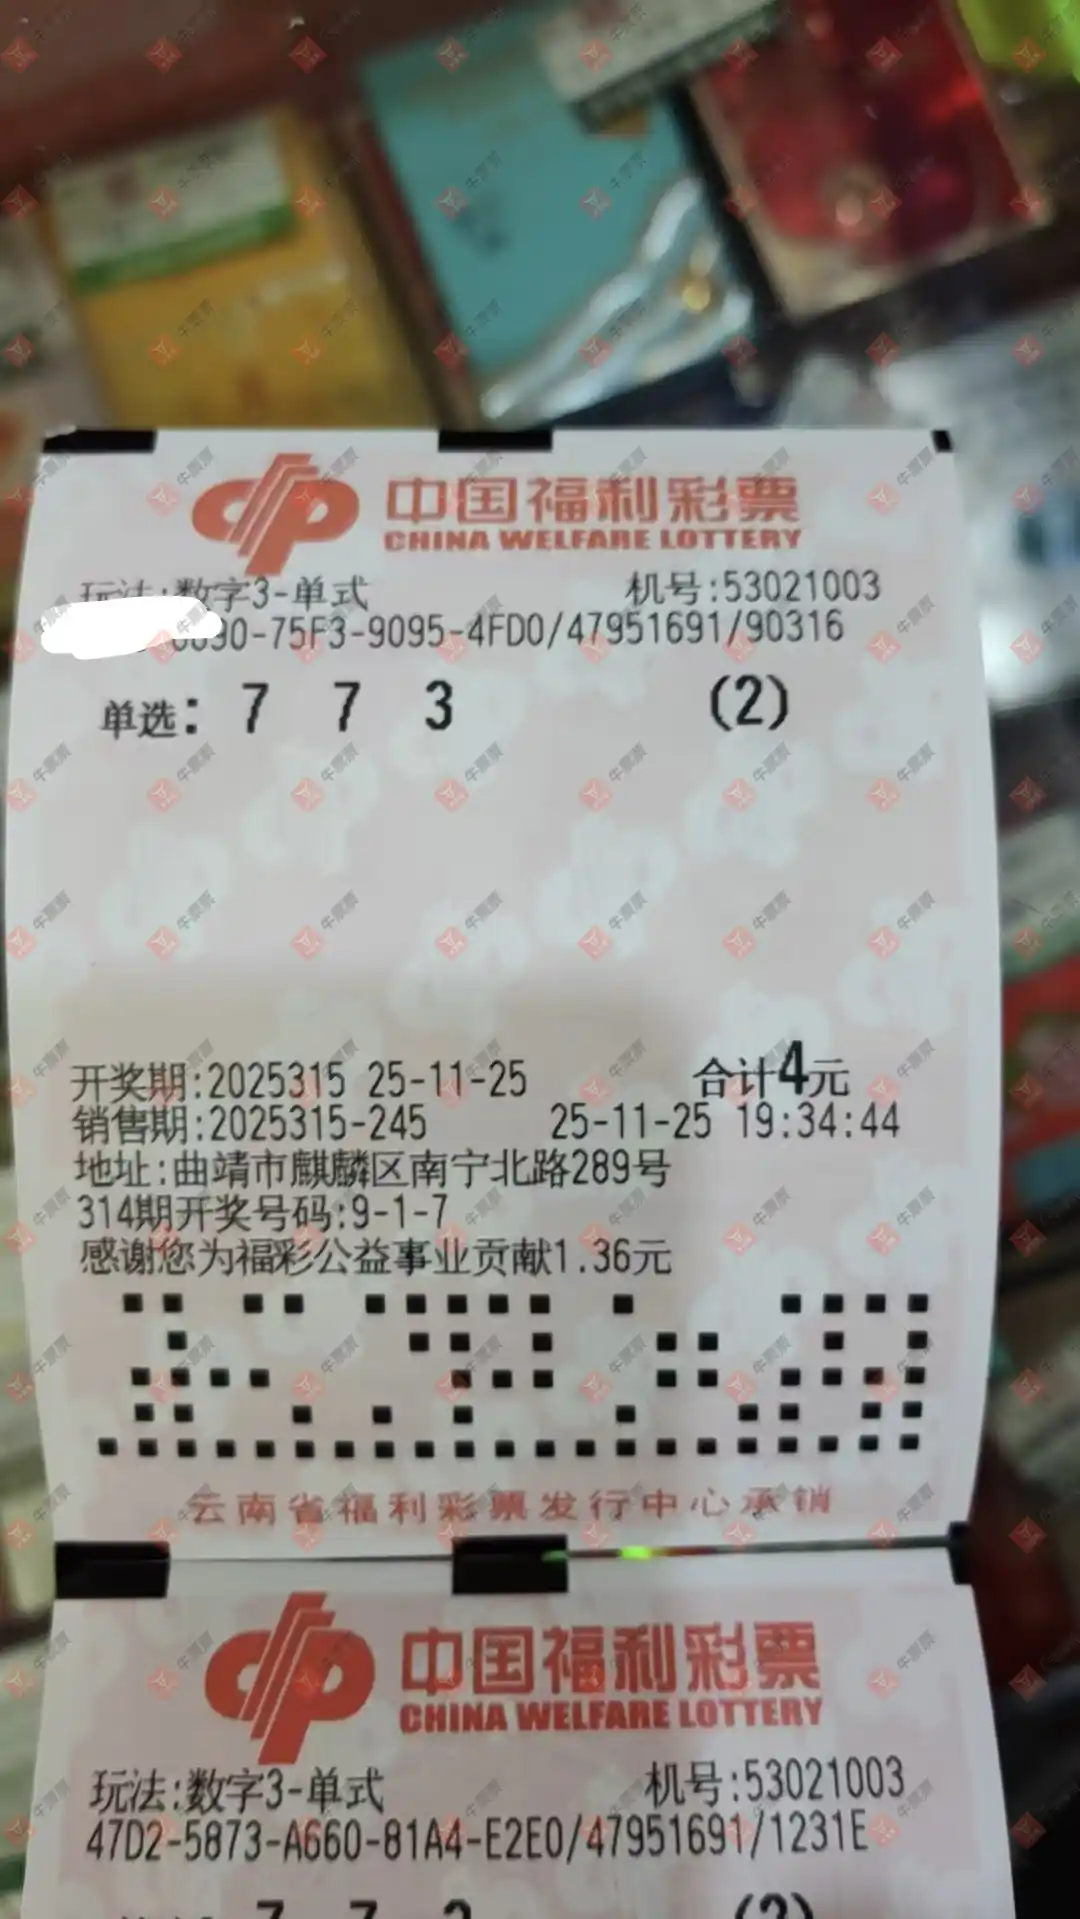 中国福利彩票
CHINA WELFARE LOTTERY
玩法:数字3-单式 机号:53021003
90-75F3-9095-4FD0/47951691/90316
单选: 7 7 3 (2)
开奖期:2025315 25-11-25 合计4元
销售期:2025315-245 25-11-25 19:34:44
地址:曲靖市麒麟区南宁北路289号
314期开奖号码:9-1-7
感谢您为福彩公益事业贡献1.36元
云南省福利彩票发行中心承销
中国福利彩票
CHINA WELFARE LOTTERY
玩法:数字3-单式 机号:53021003
47D2-5873-A660-81A4-E2E0/47951691/1231E
牛票票